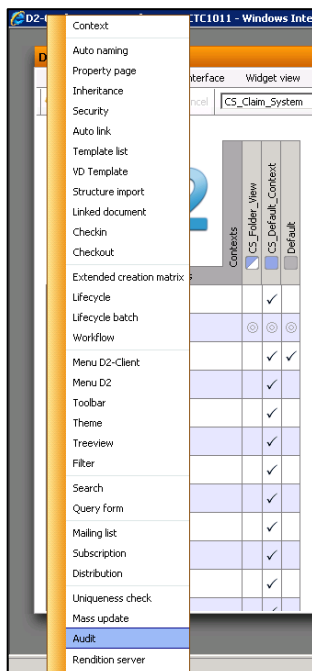 D2-
CTC1011 - Windows Inte
D
Context
Auto naming
Property page
nterface Widget view
Inheritance
ncel CS_Claim_System
Security
Auto link
Template list
VD Template
Structure import
Linked document
Checkin
Checkout
2
Contexts
CS_Folder_View
CS_Default_Context
Default
Extended creation matrix s
Lifecycle
Lifecycle batch
Workflow
Menu D2-Client
Menu D2
Toolbar
Theme
Treeview
Filter
Search
Query form
Mailing list
Subscription
Distribution
Uniqueness check
Mass update
Audit
Rendition server